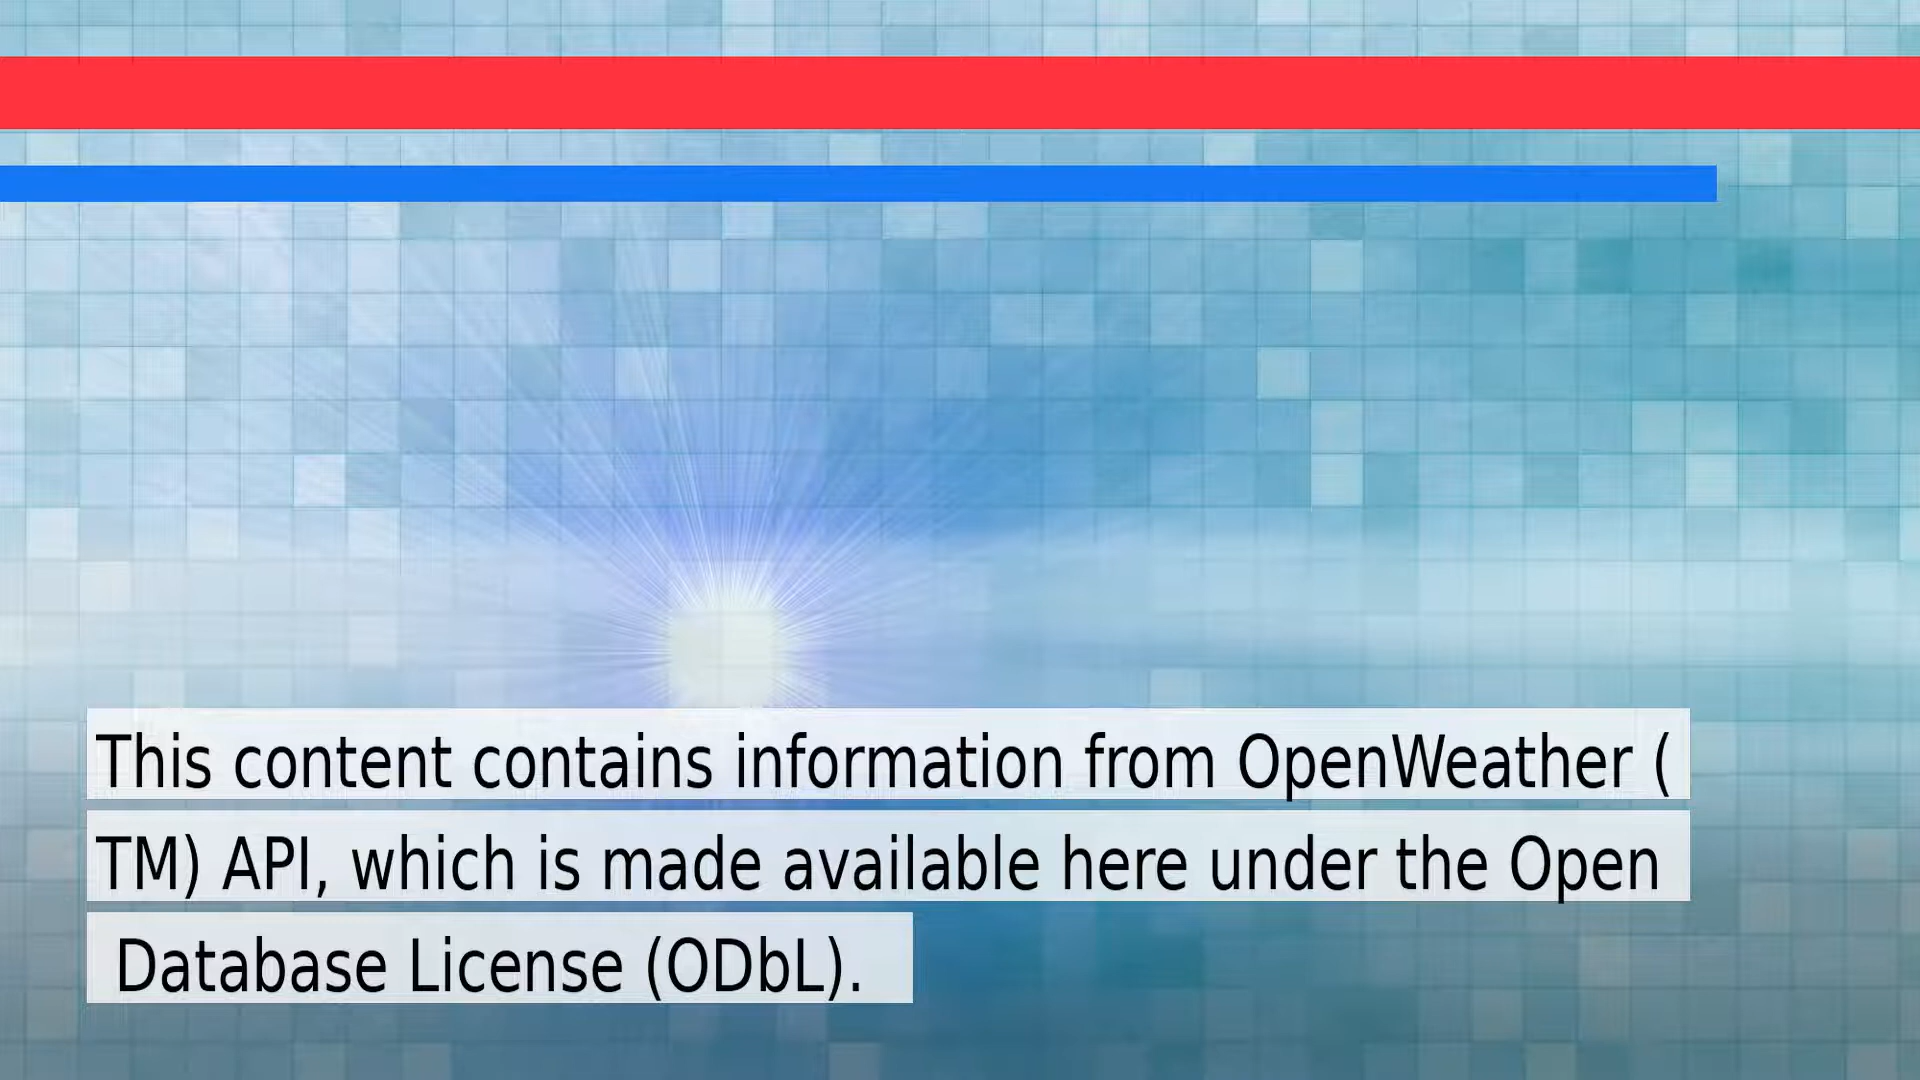 This content contains information from OpenWeather (
TM) API, which is made available here under the Open
Database License (ODbL).